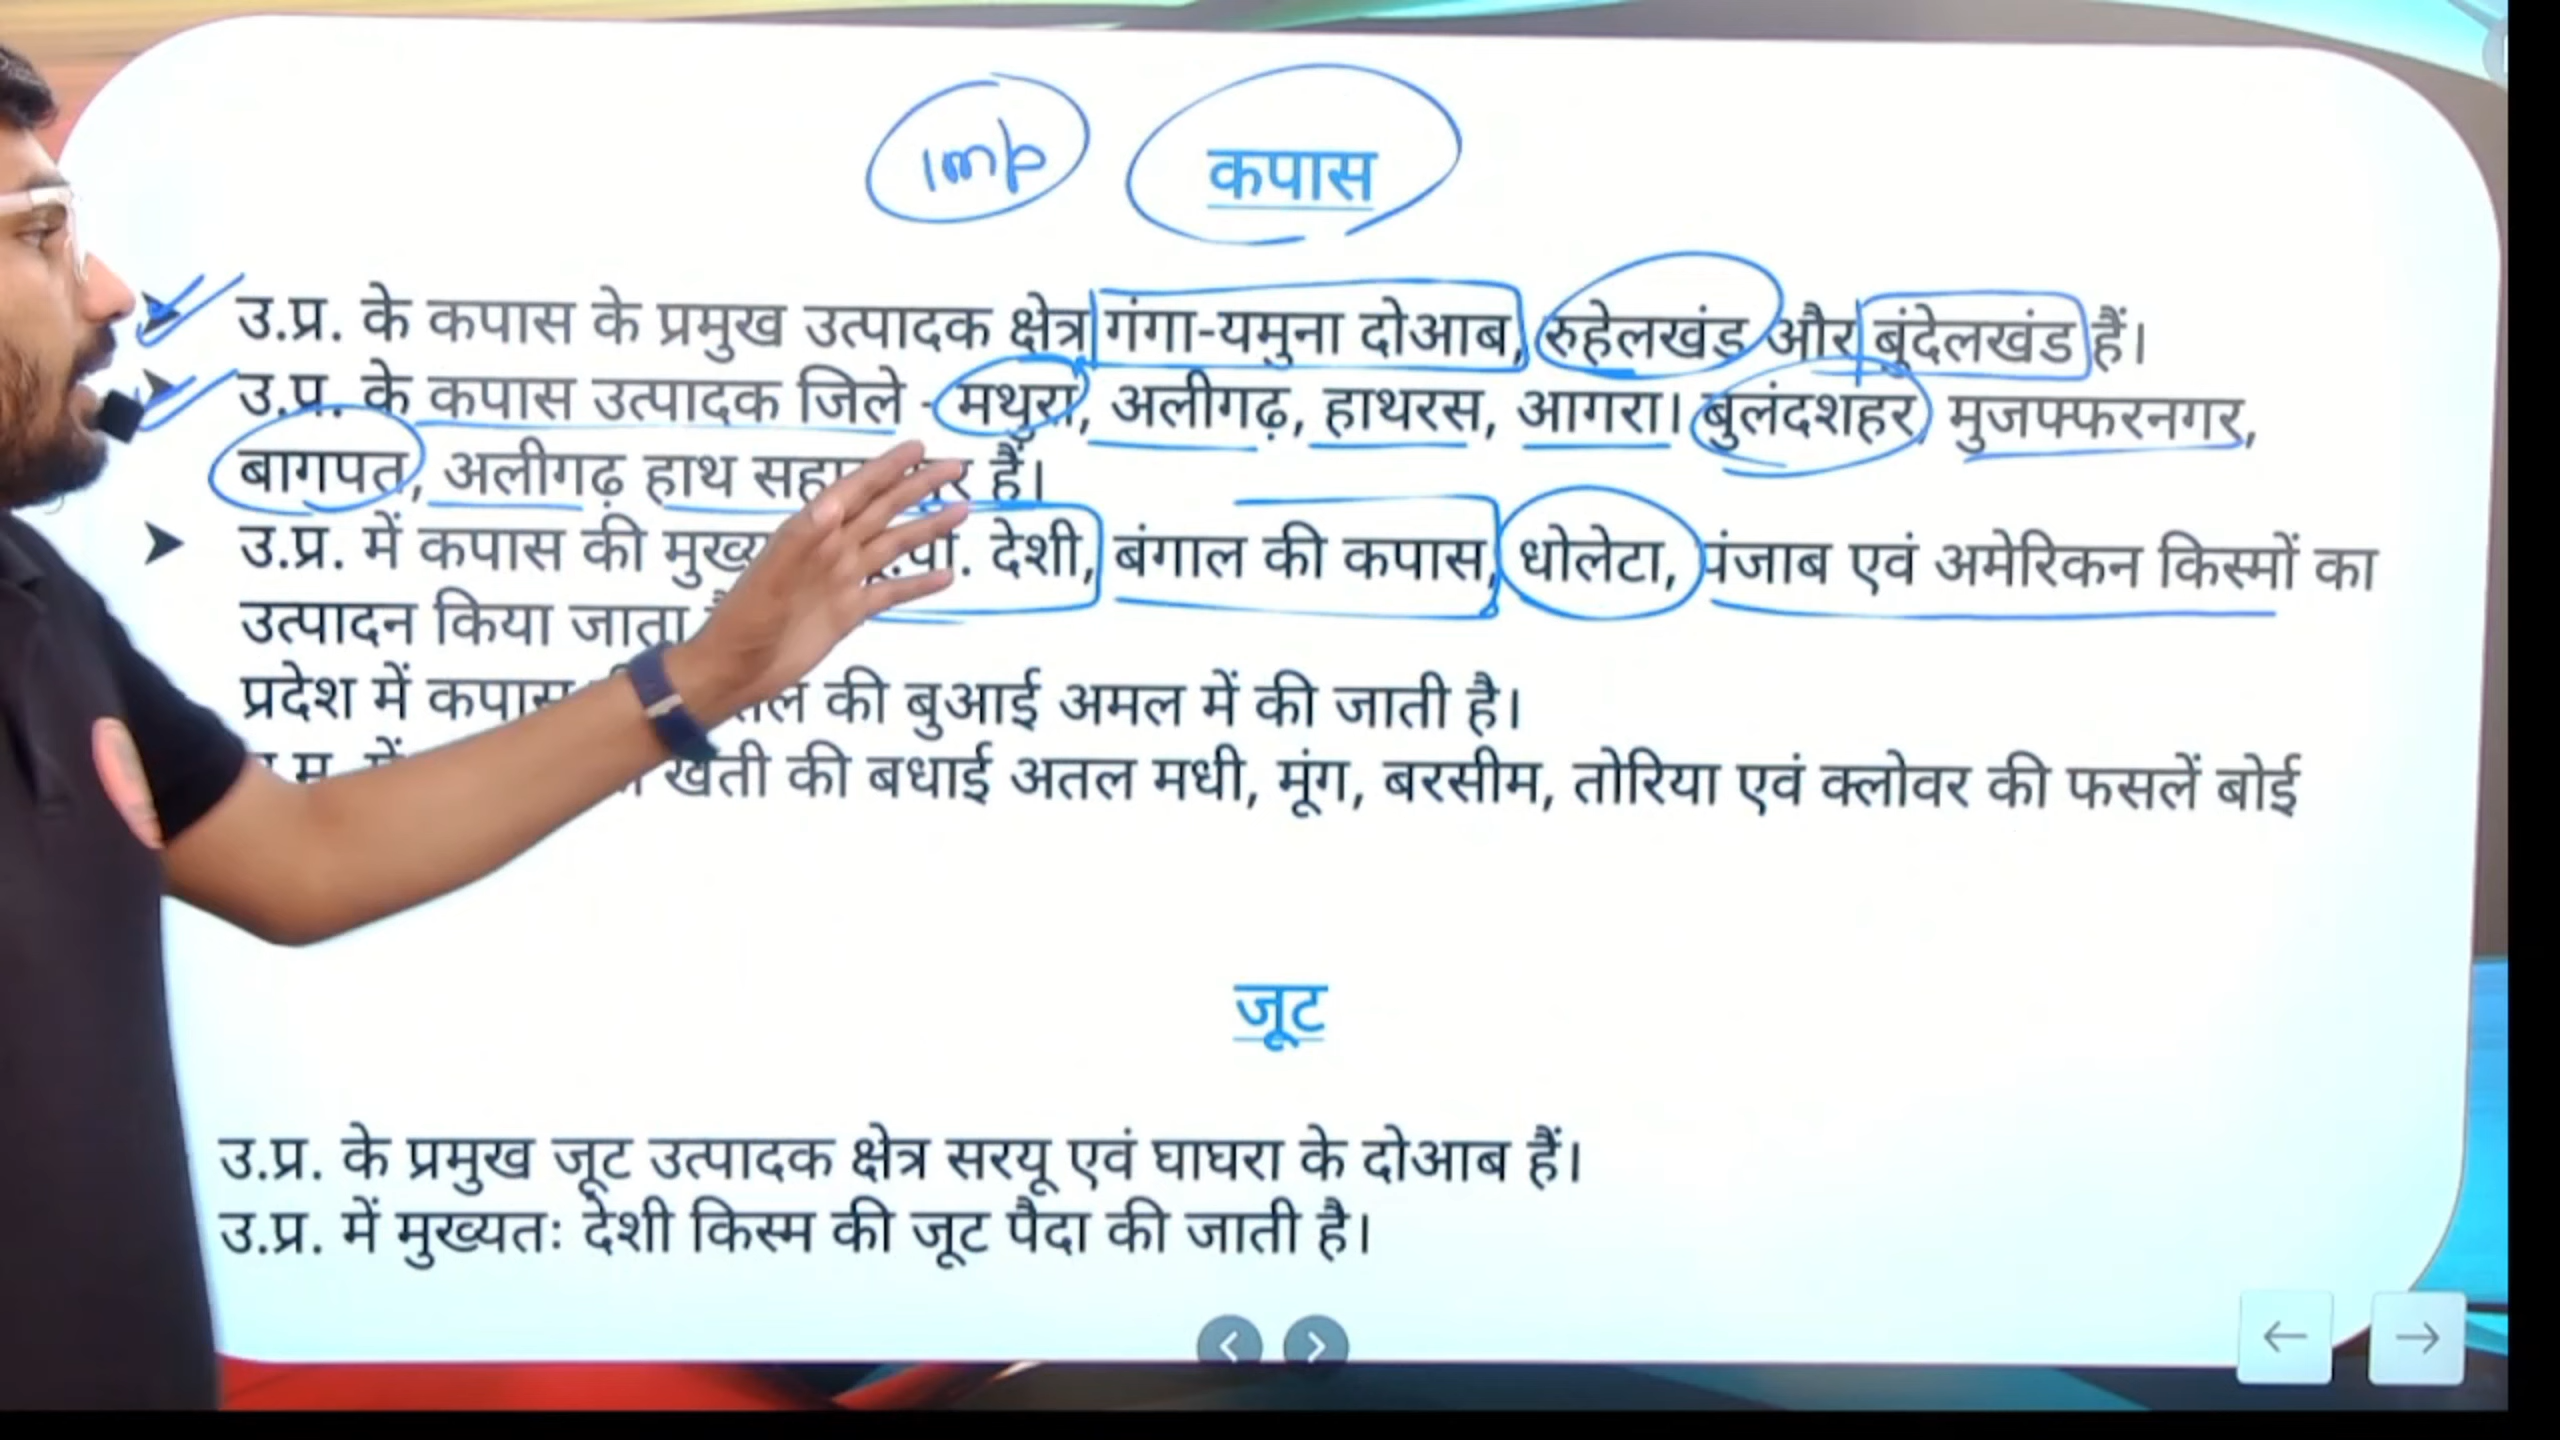 imp कपास
उ.प्र. के कपास के प्रमुख उत्पादक क्षेत्र गंगा-यमुना दोआब, रुहेलखंड और बुंदेलखंड हैं।
उ.प्र. के कपास उत्पादक जिले - मथुरा, अलीगढ़, हाथरस, आगरा। बुलंदशहर, मुजफ्फरनगर,
बागपत, अलीगढ़ हाथ हैं।
उ.प्र. में कपास की मुख्य देशी, बंगाल की कपास, धोलेटा, पंजाब एवं अमेरिकन किस्मों का
उत्पादन किया जाता
प्रदेश में कपास की बुआई अमल में की जाती है।
खेती की बधाई अतल मधी, मूंग, बरसीम, तोरिया एवं क्लोवर की फसलें बोई
जूट
उ.प्र. के प्रमुख जूट उत्पादक क्षेत्र सरयू एवं घाघरा के दोआब हैं।
उ.प्र. में मुख्यतः देशी किस्म की जूट पैदा की जाती है।